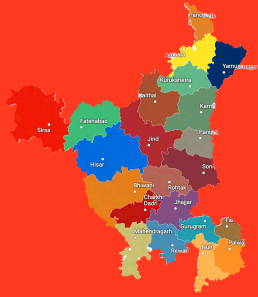 Panchkula
Ambala
Yamunanagar
Kurukshetra
Kaithal
Karnal
Fatehabad
Sirsa
Jind
Panipat
Hisar
Sonipat
Rohtak
Bhiwani
Charkhi
Dadri
Jhajjar
Gurugram
Mahendragarh
Rewari
Nuh
Palwal